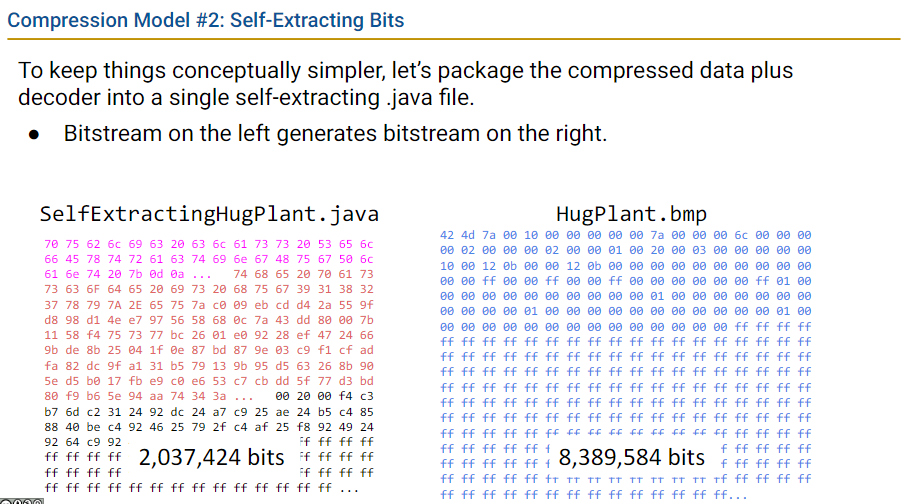 Compression Model #2: Self-Extracting Bits
To keep things conceptually simpler, let's package the compressed data plus
decoder into a single self-extracting .java file.
● Bitstream on the left generates bitstream on the right.
SelfExtractingHugPlant.java
70 75 62 6c 69 63 20 63 6c 61 73 73 20 53 65 6c
66 45 78 74 72 61 63 74 69 6e 67 48 75 67 50 6c
61 6e 74 20 7b 0d 0a ... 74 68 65 20 70 61 73
73 63 6F 64 65 20 69 73 20 68 75 67 39 31 38 32
37 78 79 7A 2E 65 75 7a c0 09 eb cd d4 2a 55 9f
d8 98 d1 4e e7 97 56 58 68 0c 7a 43 dd 80 00 7b
11 58 f4 75 73 77 bc 26 01 e0 92 28 ef 47 24 66
9b de 8b 25 04 1f 0e 87 bd 87 9e 03 c9 f1 cf ad
fa 82 dc 9f a1 31 b5 79 13 9b 95 d5 63 26 8b 90
5e d5 b0 17 fb e9 c0 e6 53 c7 cb dd 5f 77 d3 bd
80 f9 b6 5e 94 aa 74 34 3a ... 00 20 00 f4 c3
b7 6d c2 31 24 92 dc 24 a7 c9 25 ae 24 b5 c4 85
88 40 be c4 92 46 25 79 2f c4 af 25 f8 92 49 24
92 64 c9 92 ff ff ff
ff ff ff ff ff ff ff
ff ff ff ff ff ff ff
ff ff ff ff ff ff ff ff ff ff ff ff ff ff ...
2,037,424 bits
HugPlant.bmp
42 4d 7a 00 10 00 00 00 00 00 7a 00 00 00 6c 00 00 00
00 02 00 00 00 02 00 00 01 00 20 00 03 00 00 00 00 00
10 00 12 0b 00 00 12 0b 00 00 00 00 00 00 00 00 00 00
00 00 ff 00 00 ff 00 00 ff 00 00 00 00 00 00 ff 01 00
00 00 00 00 00 00 00 00 00 00 01 00 00 00 00 00 00 00
00 00 00 00 01 00 00 00 00 00 00 00 00 00 00 00 01 00
00 00 00 00 00 00 00 00 00 00 00 00 00 00 ff ff ff ff
ff ff ff ff ff ff ff ff ff ff ff ff ff ff ff ff ff ff
ff ff ff ff ff ff ff ff ff ff ff ff ff ff ff ff ff ff
ff ff ff ff ff ff ff ff ff ff ff ff ff ff ff ff ff ff
ff ff ff ff ff ff ff ff ff ff ff ff ff ff ff ff ff ff
ff ff ff ff ff ff ff ff ff ff ff ff ff ff ff ff ff ff
ff ff ff ff ff ff ff ff ff ff ff ff ff ff ff ff ff ff
ff ff ff ff ff ff ff ff ff ff ff ff ff ff ff ff ff ff
ff ff ff ff ff ff ff ff ff
ff ff ff ff ff ff ff ff ff
ff ff ff ff ff ff ff ff
ff ff ff ff ff ff ff ff ff ff ff ff ff ff...
8,389,584 bits